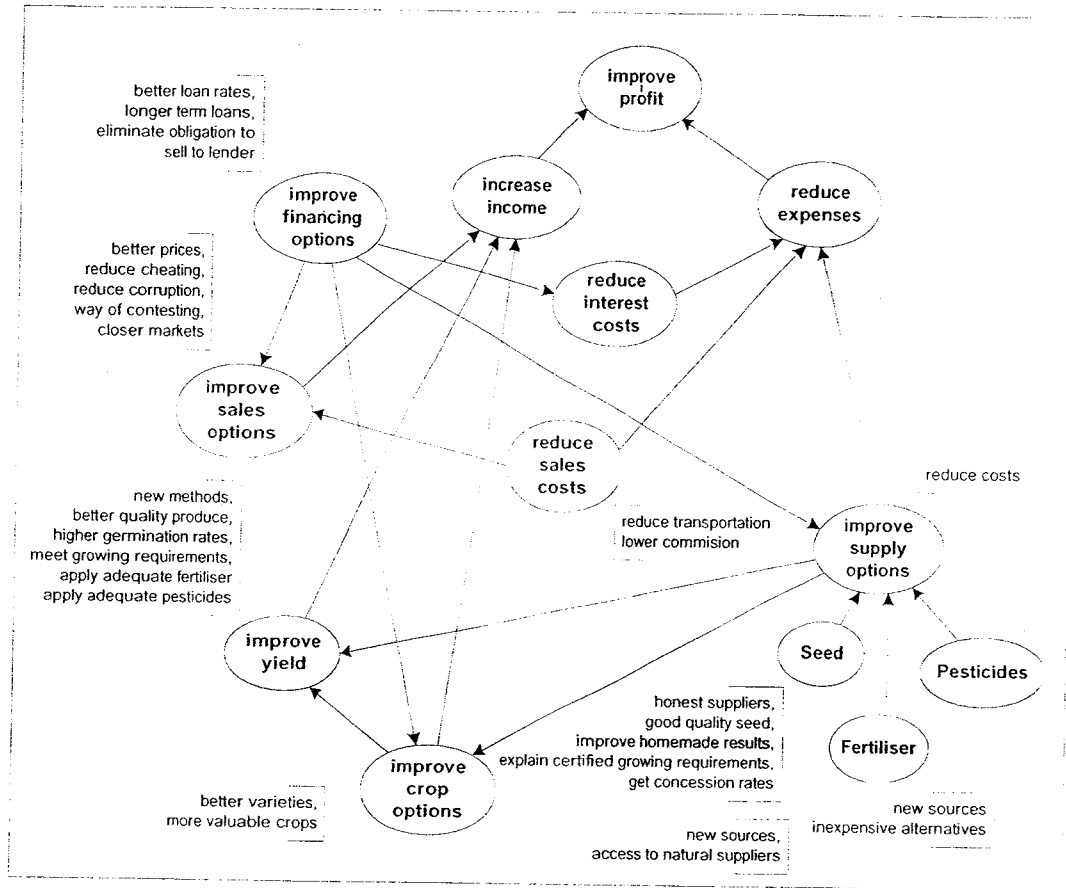 improve
profit
better loan rates,
longer term loans,
eliminate obligation to
sell to lender
improve
financing
options
increase
income
reduce
expenses
better prices,
reduce cheating,
reduce corruption,
way of contesting,
closer markets
reduce
interest
costs
improve
sales
options
reduce
sales
costs
reduce costs
new methods,
better quality produce,
higher germination rates,
meet growing requirements,
apply adequate fertiliser
apply adequate pesticides
reduce transportation
lower commision
improve
supply
options
improve
yield
Seed
Pesticides
honest suppliers,
good quality seed,
improve homemade results,
explain certified growing requirements,
get concession rates
Fertiliser
improve
crop
options
better varieties,
more valuable crops
new sources
inexpensive alternatives
new sources,
access to natural suppliers